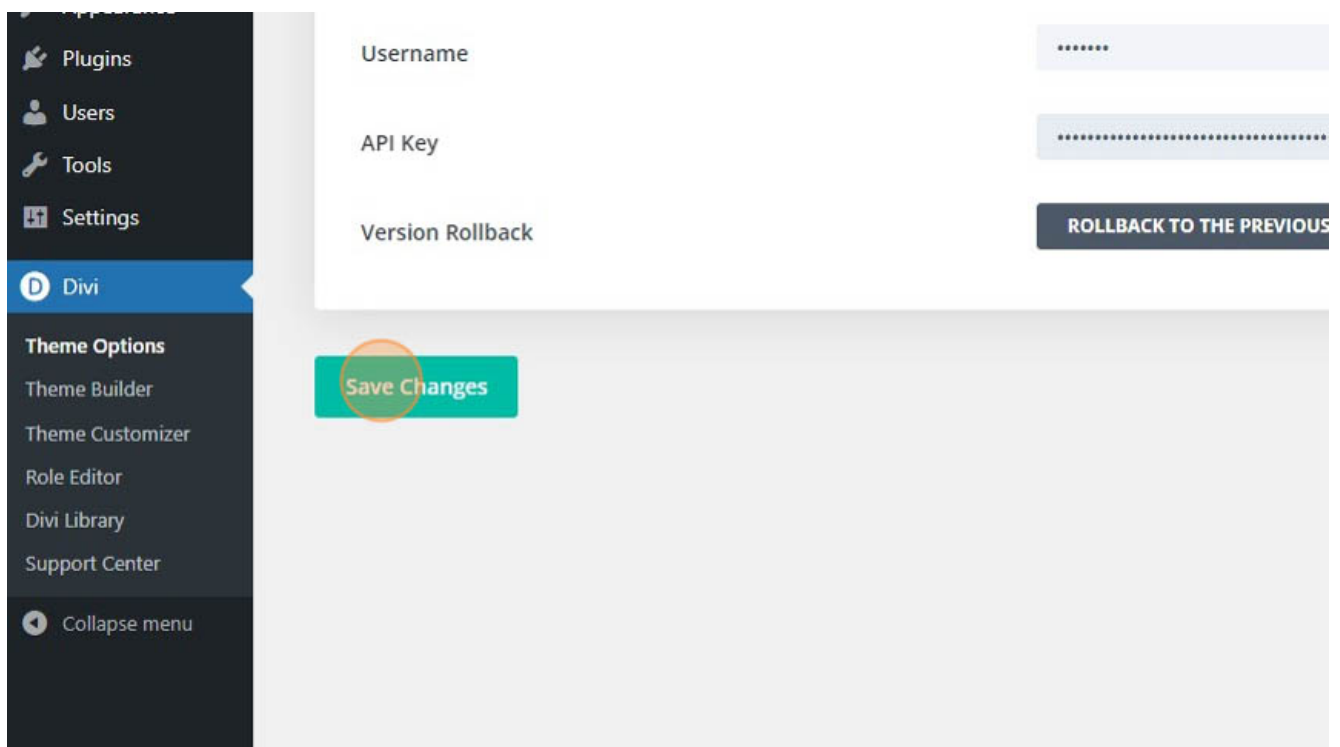 Plugins
Users
Tools
Settings
D Divi
Theme Options
Theme Builder
Theme Customizer
Role Editor
Divi Library
Support Center
Collapse menu
Username
•••••••
API Key
Version Rollback
ROLLBACK TO THE PREVIOUS
Save Changes